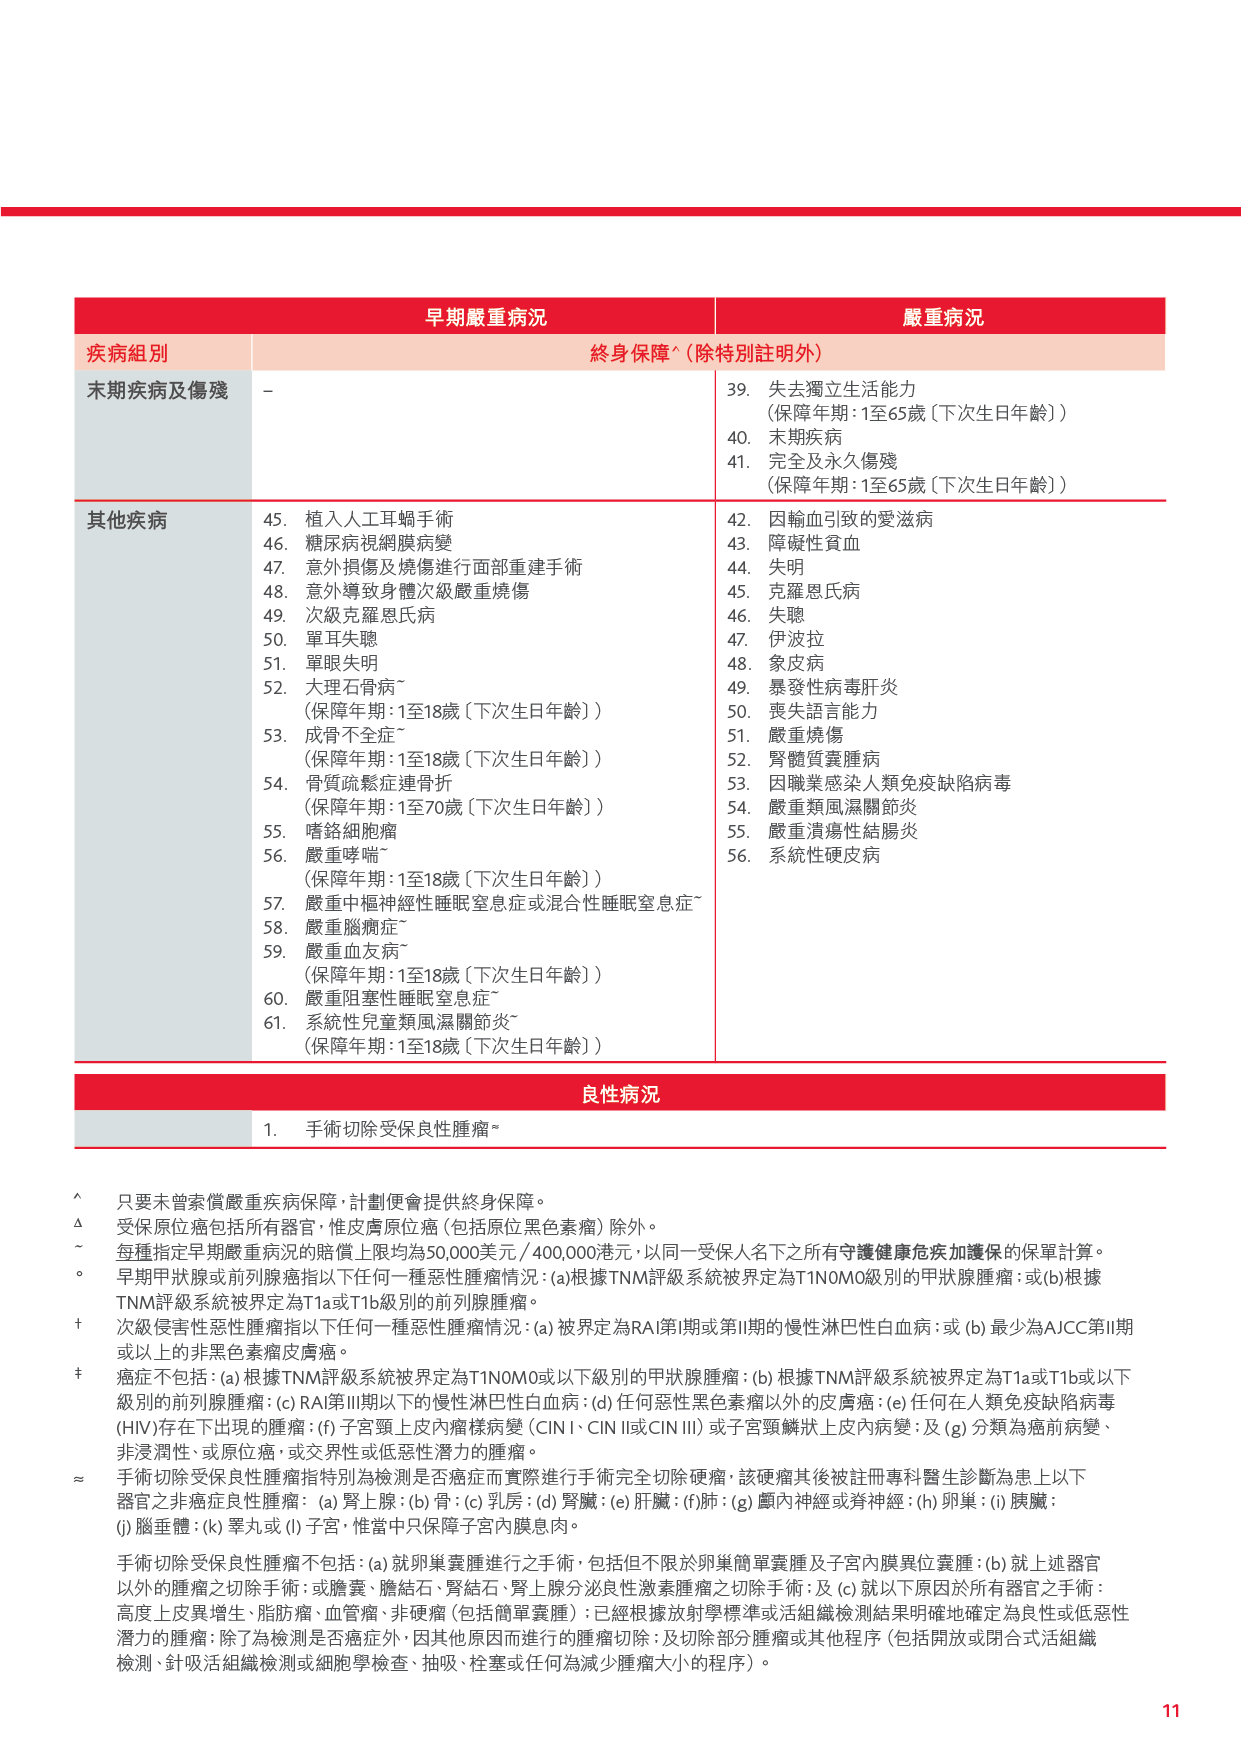 早期嚴重病況 嚴重病況
疾病組別 終身保障^（除特別註明外）
末期疾病及傷殘 – 39. 失去獨立生活能力
（保障年期：1至65歲〔下次生日年齡〕）
40. 末期疾病
41. 完全及永久傷殘
（保障年期：1至65歲〔下次生日年齡〕）
其他疾病 45. 植入人工耳蝸手術 42. 因輸血引致的愛滋病
46. 糖尿病視網膜病變 43. 障礙性貧血
47. 意外損傷及燒傷進行面部重建手術 44. 失明
48. 意外導致身體次級嚴重燒傷 45. 克羅恩氏病
49. 次級克羅恩氏病 46. 失聰
50. 單耳失聰 47. 伊波拉
51. 單眼失明 48. 象皮病
52. 大理石骨病~ 49. 暴發性病毒肝炎
（保障年期：1至18歲〔下次生日年齡〕） 50. 喪失語言能力
53. 成骨不全症~ 51. 嚴重燒傷
（保障年期：1至18歲〔下次生日年齡〕） 52. 腎髓質囊腫病
54. 骨質疏鬆症連骨折 53. 因職業感染人類免疫缺陷病毒
（保障年期：1至70歲〔下次生日年齡〕） 54. 嚴重類風濕關節炎
55. 嗜鉻細胞瘤 55. 嚴重潰瘍性結腸炎
56. 嚴重哮喘~ 56. 系統性硬皮病
（保障年期：1至18歲〔下次生日年齡〕）
57. 嚴重中樞神經性睡眠窒息症或混合性睡眠窒息症~
58. 嚴重腦癇症~
59. 嚴重血友病~
（保障年期：1至18歲〔下次生日年齡〕）
60. 嚴重阻塞性睡眠窒息症~
61. 系統性兒童類風濕關節炎~
（保障年期：1至18歲〔下次生日年齡〕）
良性病況
1. 手術切除受保良性腫瘤≈
^ 只要未曾索償嚴重疾病保障，計劃便會提供終身保障。
Δ 受保原位癌包括所有器官，惟皮膚原位癌（包括原位黑色素瘤）除外。
~ 每種指定早期嚴重病況的賠償上限均為50,000美元／400,000港元，以同一受保人名下之所有守護健康危疾加護保的保單計算。
° 早期甲狀腺或前列腺癌指以下任何一種惡性腫瘤情況：(a)根據TNM評級系統被界定為T1N0M0級別的甲狀腺腫瘤；或(b)根據
TNM評級系統被界定為T1a或T1b級別的前列腺腫瘤。
† 次級侵害性惡性腫瘤指以下任何一種惡性腫瘤情況：(a) 被界定為RAI第I期或第II期的慢性淋巴性白血病；或 (b) 最少為AJCC第II期
或以上的非黑色素瘤皮膚癌。
‡ 癌症不包括：(a) 根據TNM評級系統被界定為T1N0M0或以下級別的甲狀腺腫瘤；(b) 根據TNM評級系統被界定為T1a或T1b或以下
級別的前列腺腫瘤；(c) RAI第III期以下的慢性淋巴性白血病；(d) 任何惡性黑色素瘤以外的皮膚癌；(e) 任何在人類免疫缺陷病毒
(HIV)存在下出現的腫瘤；(f) 子宮頸上皮內瘤樣病變（CIN I、CIN II或CIN III）或子宮頸鱗狀上皮內病變；及 (g) 分類為癌前病變、
非浸潤性、或原位癌，或交界性或低惡性潛力的腫瘤。
≈ 手術切除受保良性腫瘤指特別為檢測是否癌症而實際進行手術完全切除硬瘤，該硬瘤其後被註冊專科醫生診斷為患上以下
器官之非癌症良性腫瘤： (a) 腎上腺；(b) 骨；(c) 乳房；(d) 腎臟；(e) 肝臟；(f)肺；(g) 顱內神經或脊神經；(h) 卵巢；(i) 胰臟；
(j) 腦垂體；(k) 睪丸或 (l) 子宮，惟當中只保障子宮內膜息肉。
手術切除受保良性腫瘤不包括：(a) 就卵巢囊腫進行之手術，包括但不限於卵巢簡單囊腫及子宮內膜異位囊腫；(b) 就上述器官
以外的腫瘤之切除手術；或膽囊、膽結石、腎結石、腎上腺分泌良性激素腫瘤之切除手術；及 (c) 就以下原因於所有器官之手術：
高度上皮異增生、脂肪瘤、血管瘤、非硬瘤（包括簡單囊腫）；已經根據放射學標準或活組織檢測結果明確地確定為良性或低惡性
潛力的腫瘤；除了為檢測是否癌症外，因其他原因而進行的腫瘤切除；及切除部分腫瘤或其他程序（包括開放或閉合式活組織
檢測、針吸活組織檢測或細胞學檢查、抽吸、栓塞或任何為減少腫瘤大小的程序）。
11